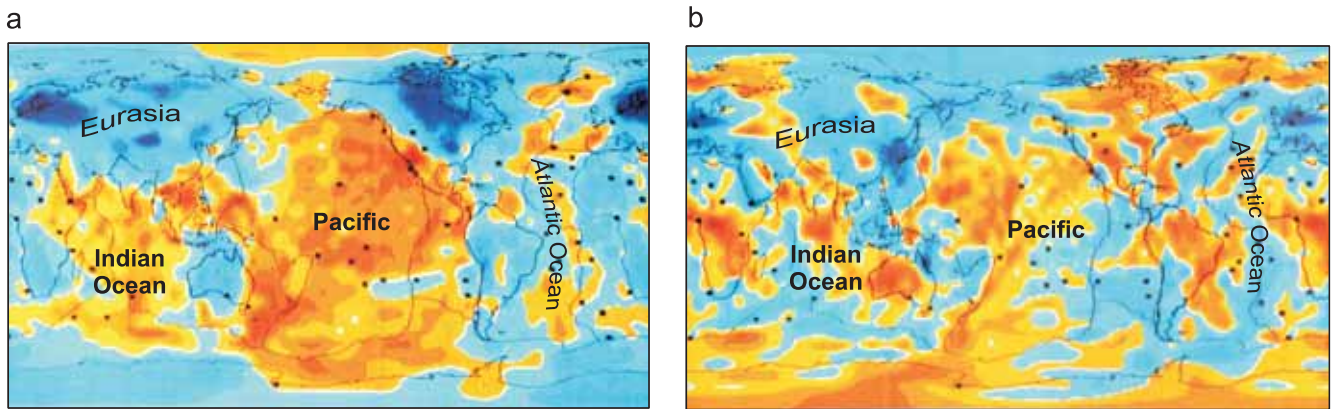 a
b
Eurasia
Pacific
Indian
Ocean
Atlantic Ocean
Eurasia
Pacific
Indian
Ocean
Atlantic Ocean